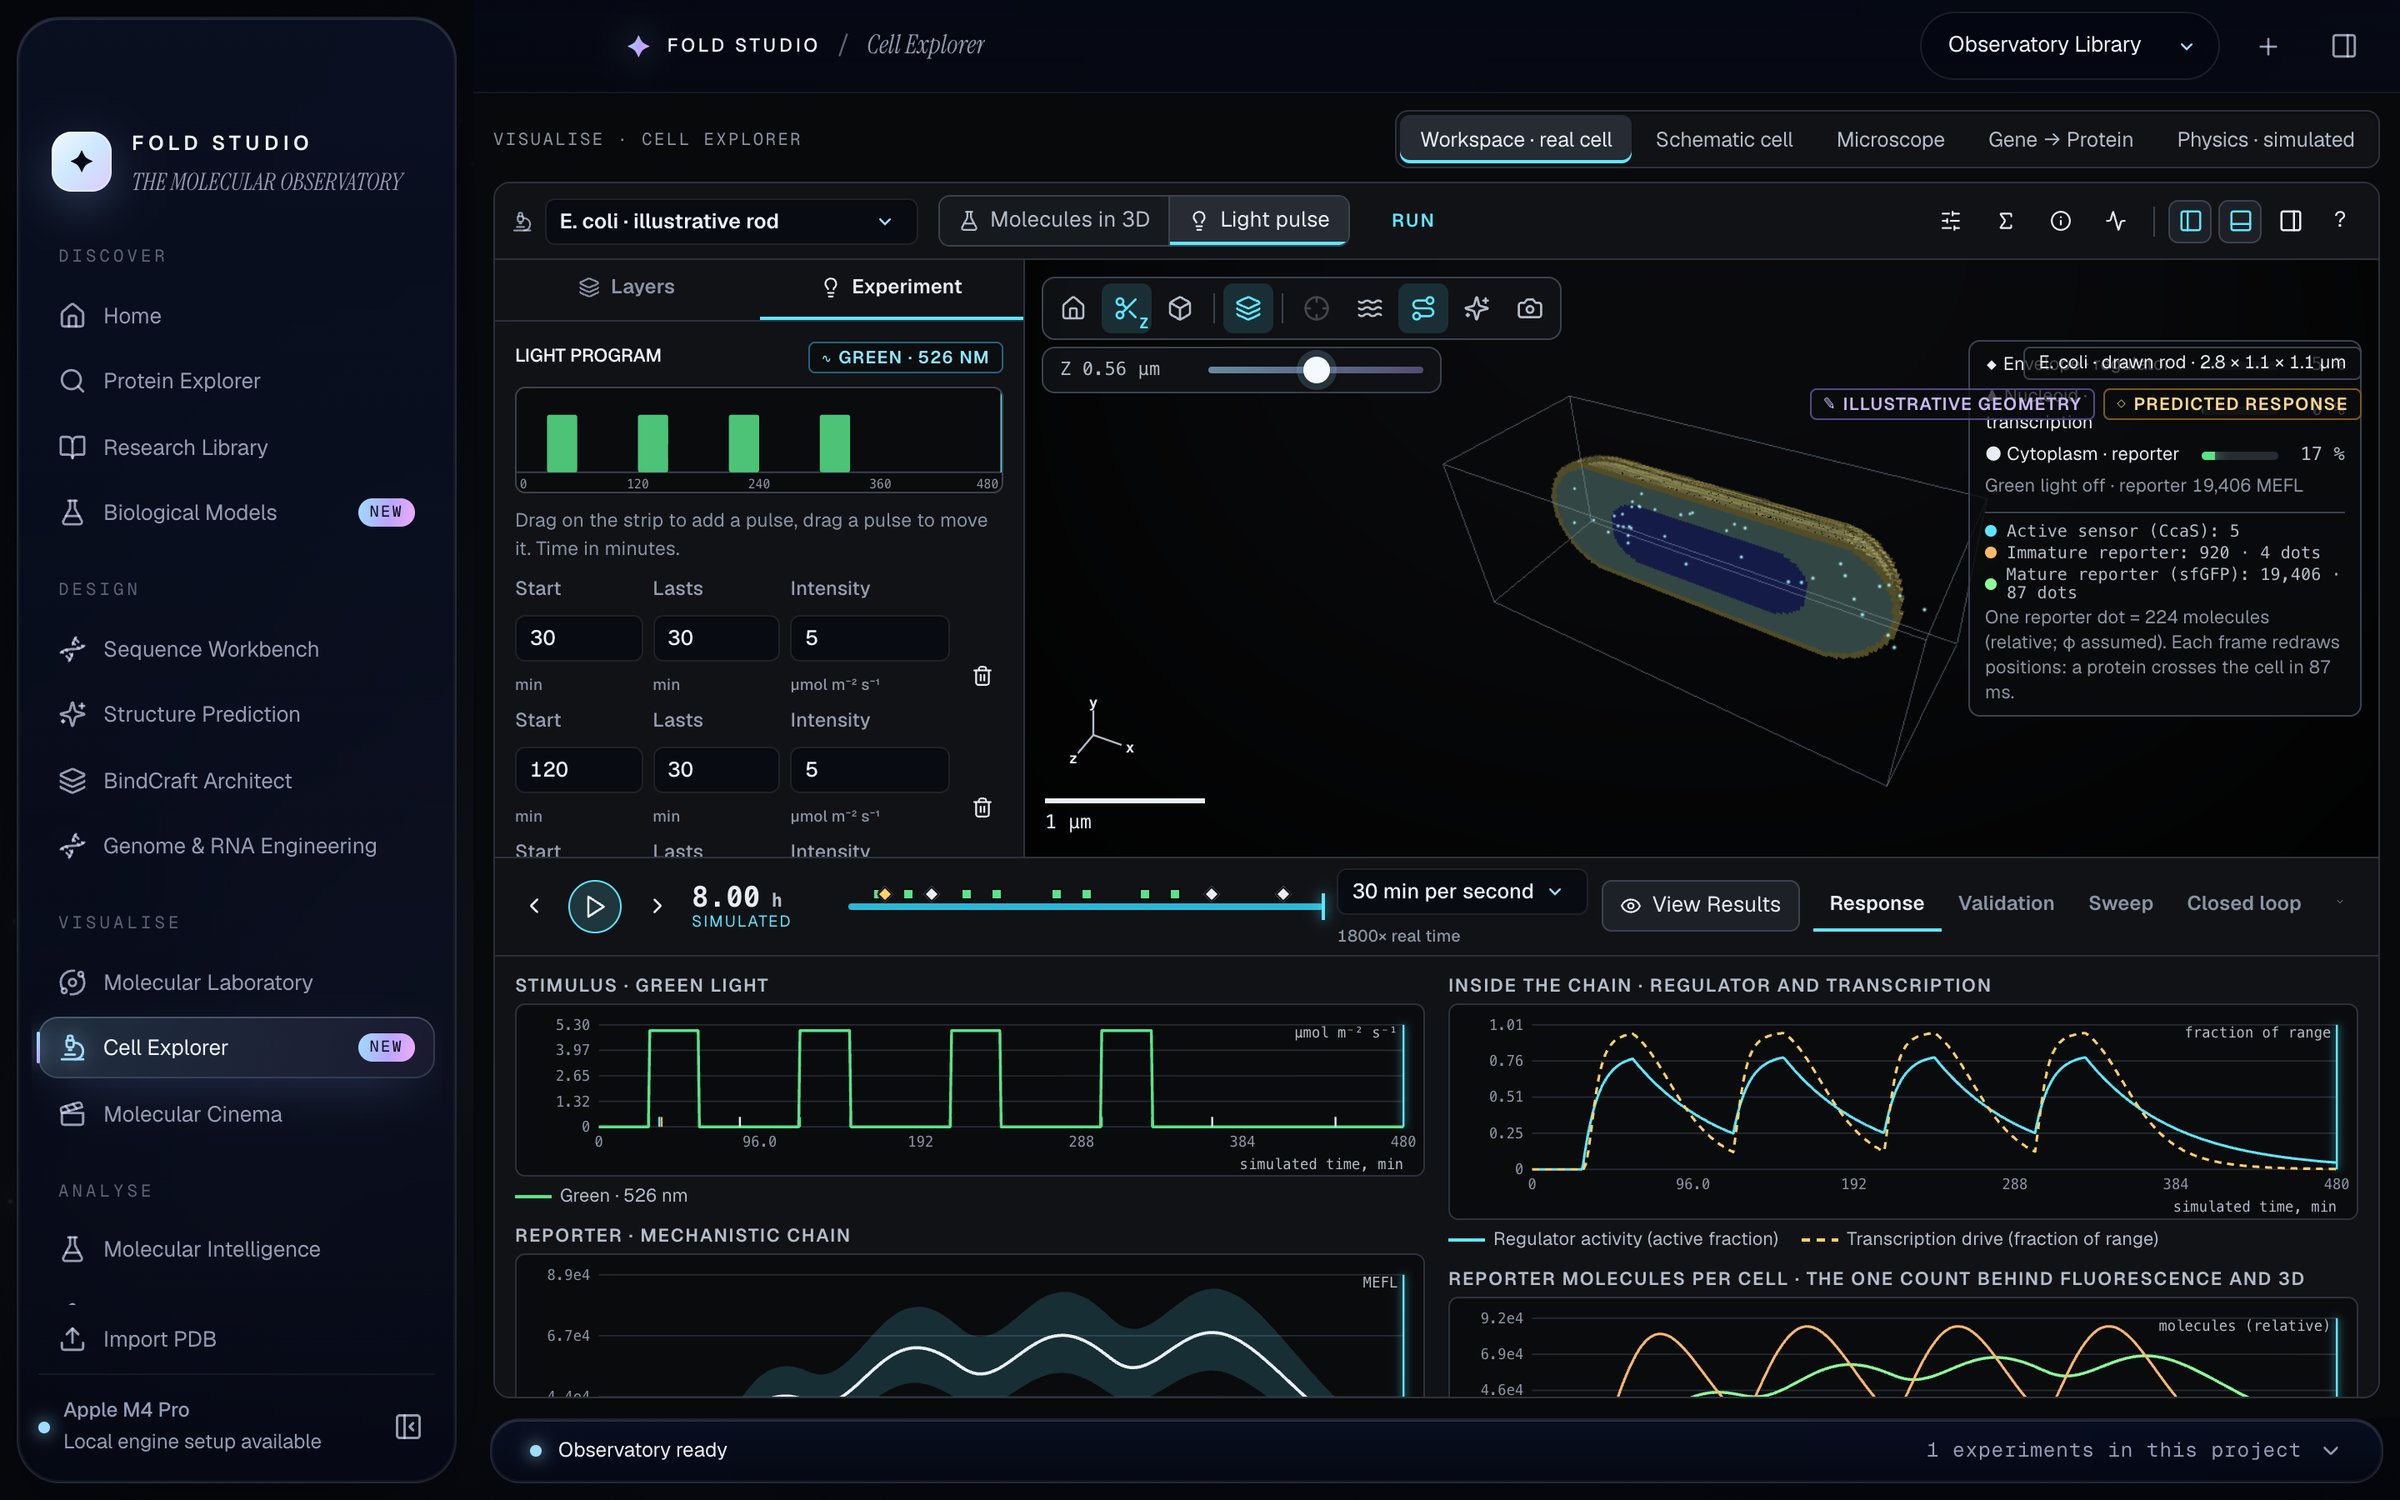 FOLD STUDIO
THE MOLECULAR OBSERVATORY
DISCOVER
Home
Protein Explorer
Research Library
Biological Models NEW
DESIGN
Sequence Workbench
Structure Prediction
BindCraft Architect
Genome & RNA Engineering
VISUALISE
Molecular Laboratory
Cell Explorer NEW
Molecular Cinema
ANALYSE
Molecular Intelligence
Import PDB
Apple M4 Pro
Local engine setup available
FOLD STUDIO / Cell Explorer
Observatory Library
VISUALISE · CELL EXPLORER
Workspace · real cell Schematic cell Microscope Gene → Protein Physics · simulated
E. coli · illustrative rod Molecules in 3D Light pulse RUN
Σ ?
Layers Experiment
LIGHT PROGRAM GREEN · 526 NM
0 120 240 360 480
Drag on the strip to add a pulse, drag a pulse to move
it. Time in minutes.
Start Lasts Intensity
30 30 5
min min µmol m⁻² s⁻¹
Start Lasts Intensity
120 30 5
min min µmol m⁻² s⁻¹
Start Lasts Intensity
Z
Z 0.56 µm
E. coli · drawn rod · 2.8 × 1.1 × 1.1 µm
ILLUSTRATIVE GEOMETRY PREDICTED RESPONSE
transcription
Cytoplasm · reporter 17 %
Green light off · reporter 19,406 MEFL
Active sensor (CcaS): 5
Immature reporter: 920 · 4 dots
Mature reporter (sfGFP): 19,406 ·
87 dots
One reporter dot = 224 molecules
(relative; φ assumed). Each frame redraws
positions: a protein crosses the cell in 87
ms.
y
x
z
1 µm
8.00 h
SIMULATED
30 min per second
1800× real time
View Results
Response Validation Sweep Closed loop
STIMULUS · GREEN LIGHT
µmol m⁻² s⁻¹
5.30
3.97
2.65
1.32
0
0 96.0 192 288 384 480
simulated time, min
Green · 526 nm
REPORTER · MECHANISTIC CHAIN
MEFL
8.9e4
6.7e4
4.4e4
INSIDE THE CHAIN · REGULATOR AND TRANSCRIPTION
fraction of range
1.01
0.76
0.51
0.25
0
0 96.0 192 288 384 480
simulated time, min
Regulator activity (active fraction) Transcription drive (fraction of range)
REPORTER MOLECULES PER CELL · THE ONE COUNT BEHIND FLUORESCENCE AND 3D
molecules (relative)
9.2e4
6.9e4
4.6e4
Observatory ready
1 experiments in this project